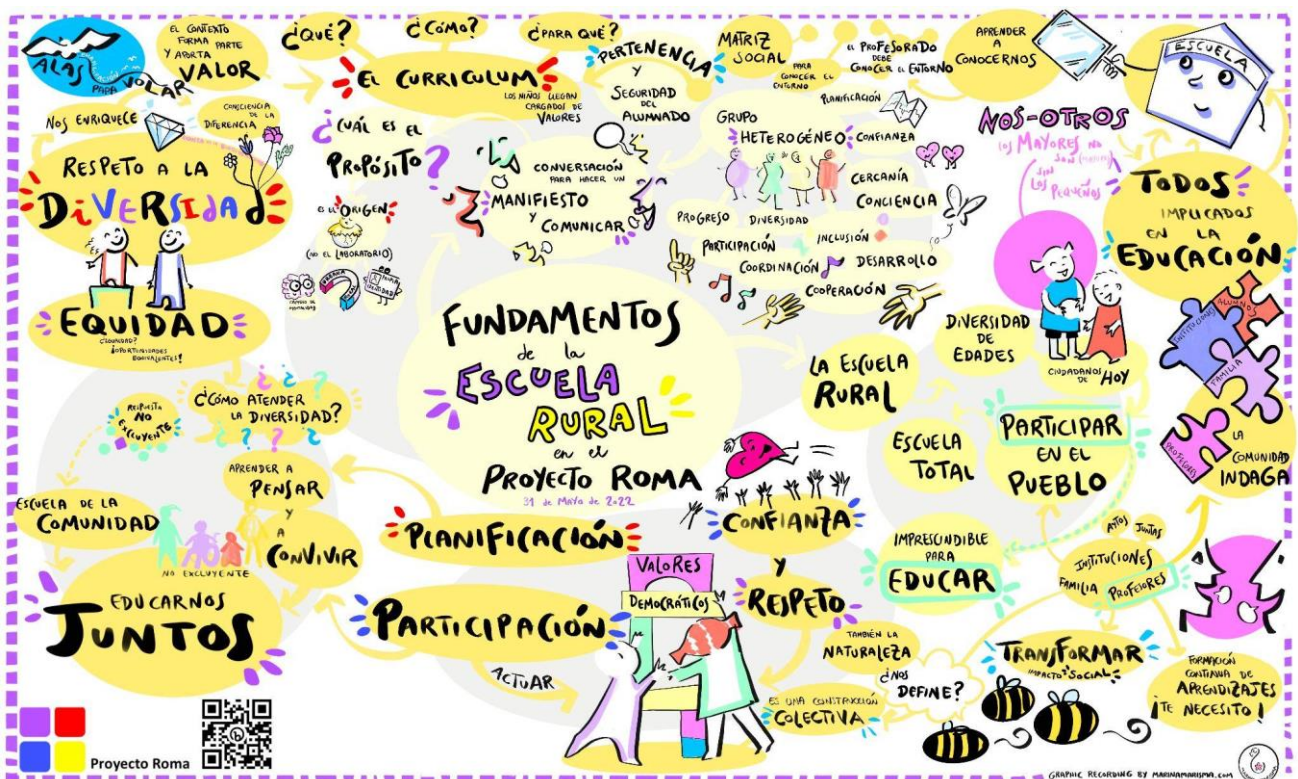 ALAS
PARA VOLAR
EL CONTEXTO
FORMA PARTE
Y APORTA
VALOR
NOS ENRIQUECE
CONSCIENCIA
DE LA
DIFERENCIA
RESPETO A LA
DiVERSIDAD
EQUIDAD
¿IGUALDAD?
¡OPORTUNIDADES
EQUIVALENTES!
¿CÓMO ATENDER
LA DIVERSIDAD?
RESPUESTA
NO
EXCLUYENTE
ESCUELA DE LA
COMUNIDAD
APRENDER A
PENSAR
Y
A
CONVIVIR
NO EXCLUYENTE
EDUCARNOS
JUNTOS
Proyecto Roma
¿QUÉ?
¿CÓMO?
¿PARA QUÉ?
EL CURRICULUM
LOS NIÑOS LLEGAN
CARGADOS DE
VALORES
¿CUÁL ES EL
PROPÓSITO?
ES EL ORIGEN
(NO EL LABORATORIO)
PERTENENCIA
Y
SEGURIDAD
DEL
ALUMNADO
CONVERSACIÓN
PARA HACER UN
MANIFIESTO
Y
COMUNICAR
MATRIZ
SOCIAL
PARA
CONOCER EL
ENTORNO
EL PROFESORADO
DEBE
CONOCER EL ENTORNO
APRENDER
A
CONOCERNOS
ESCUELA
GRUPO
HETEROGÉNEO
PLANIFICACIÓN
CONFIANZA
CERCANÍA
CONCIENCIA
PROGRESO
DIVERSIDAD
INCLUSIÓN
PARTICIPACIÓN
COORDINACIÓN
DESARROLLO
COOPERACIÓN
NOS-OTROS
LOS MAYORES NO
SON
SIN
LOS PEQUEÑOS
TODOS
IMPLICADOS
EN LA
EDUCACIÓN
ALUMNOS
INSTITUCIONES
FAMILIA
PROFESORES
LA
COMUNIDAD
INDAGA
FUNDAMENTOS
de la
ESCUELA
RURAL
en el
PROYECTO ROMA
31 de MAYO de 2022
LA ESCUELA
RURAL
DIVERSIDAD
DE
EDADES
CIUDADANOS
DE HOY
ESCUELA
TOTAL
PARTICIPAR
EN EL
PUEBLO
IMPRESCINDIBLE
PARA
EDUCAR
JUNTAS
INSTITUCIONES
FAMILIA
PROFESORES
PLANIFICACIÓN
PARTICIPACIÓN
ACTUAR
VALORES
DEMOCRÁTICOS
CONFIANZA
Y
RESPETO
TAMBIÉN LA
NATURALEZA
¿NOS
DEFINE?
ES UNA CONSTRUCCIÓN
COLECTIVA
TRANSFORMAR
IMPACTO SOCIAL
FORMACIÓN
CONTINUA DE
APRENDIZAJES
¡TE NECESITO!
GRAPHIC RECORDING BY MARINAMARISMA.COM